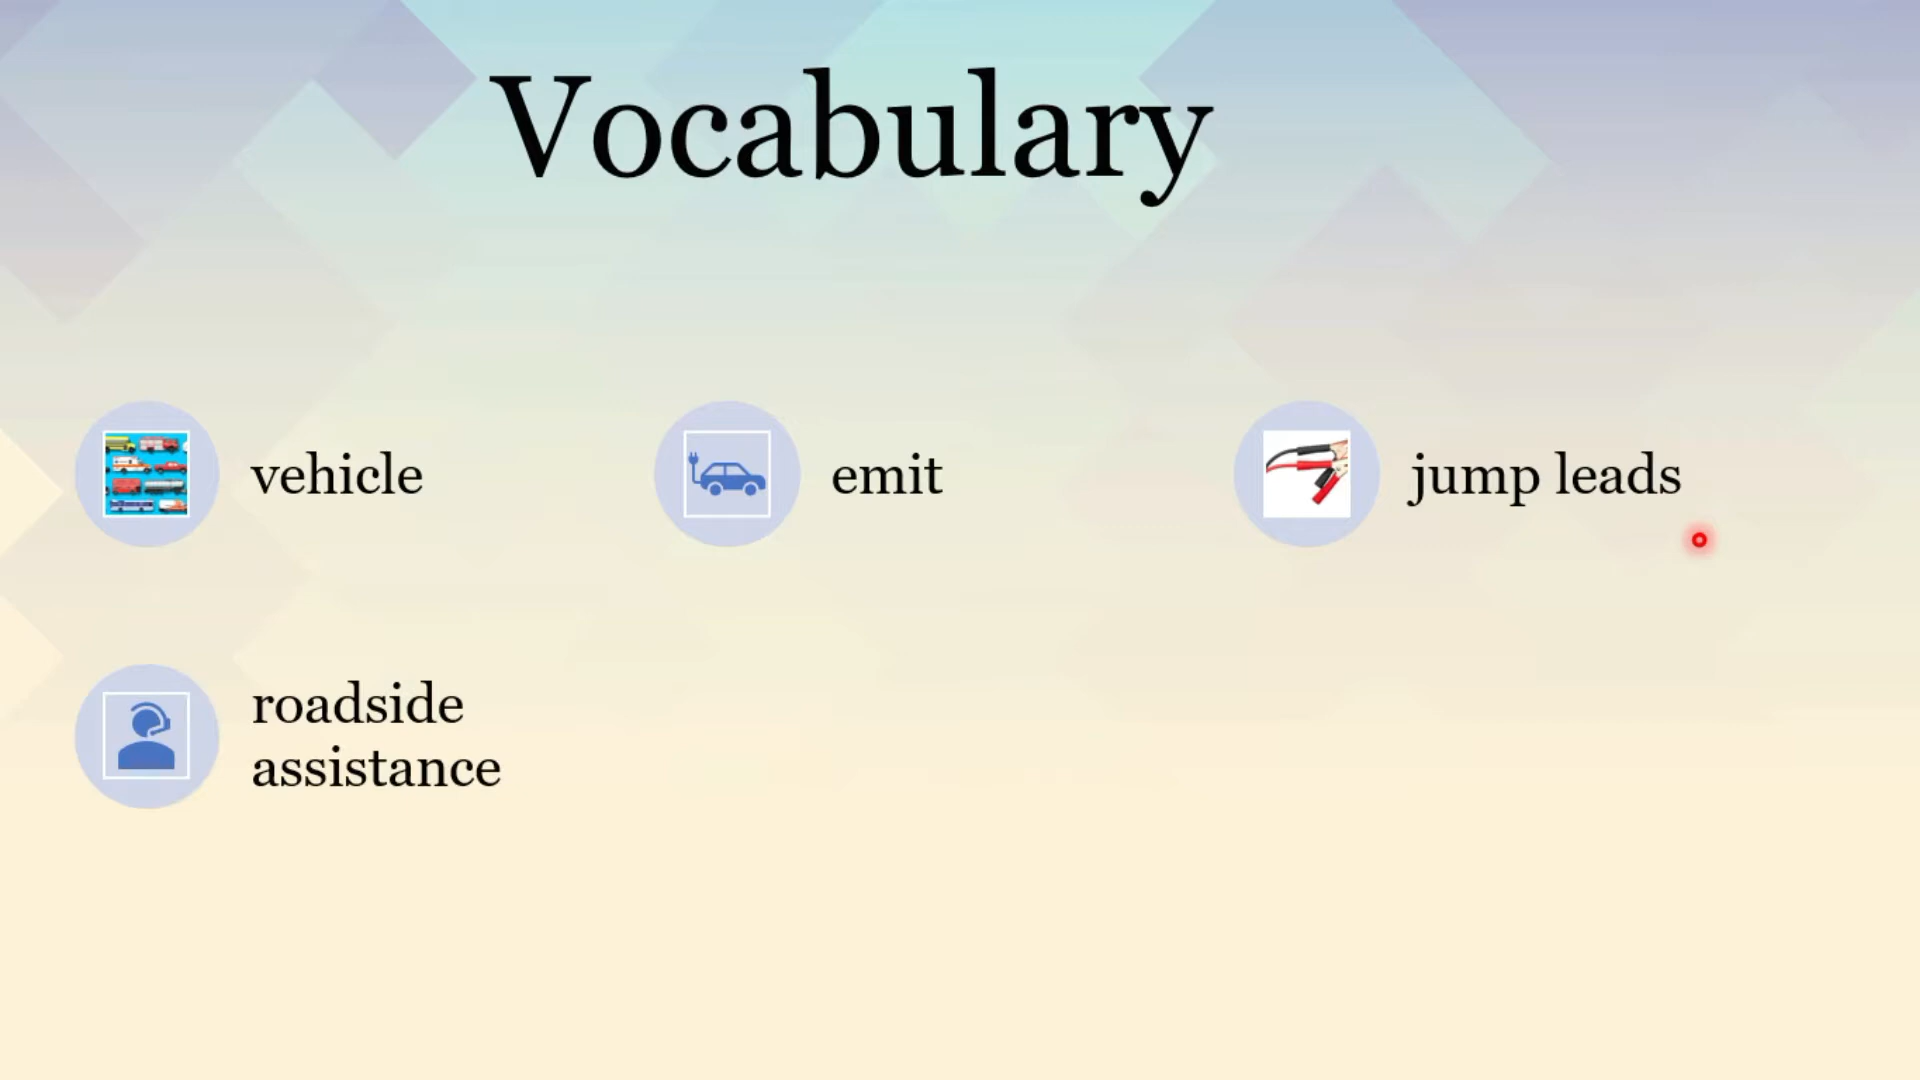 Vocabulary
vehicle
emit
jump leads
roadside
assistance